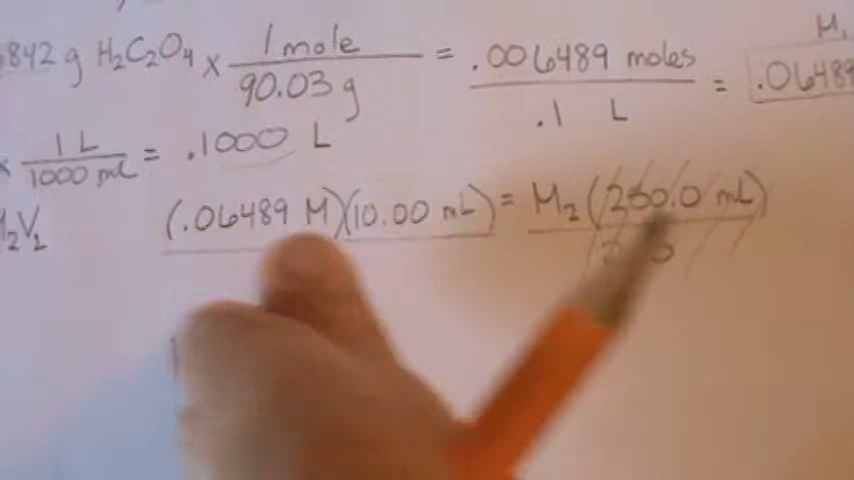 842 g H₂C₂O₄ × 1 mole / 90.03 g = .006489 moles / .1 L = .06489 M₁
× 1 L / 1000 mL = .1000 L
M₂V₂ (.06489 M)(10.00 mL) = M₂ (250.0 mL)